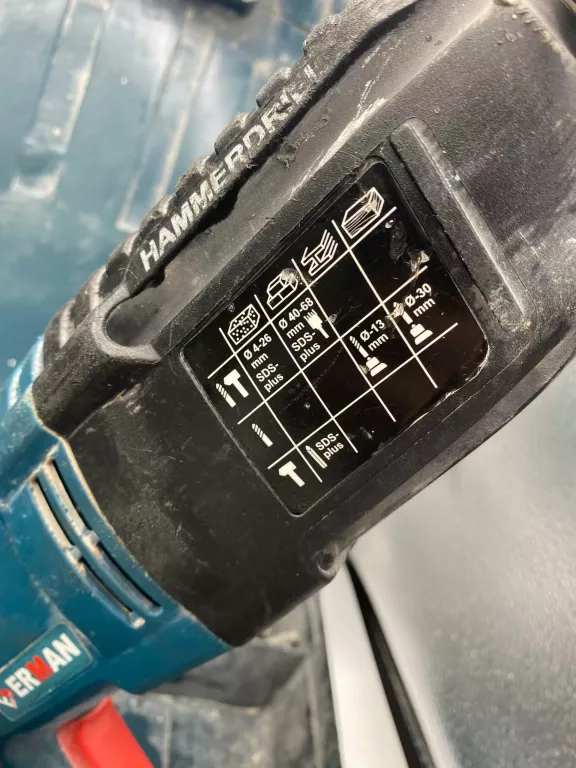 HAMMERDRILL
Ø 4-26
mm
SDS-
plus
Ø 40-68
mm
SDS-
plus
Ø-13
mm
Ø-30
mm
SDS-
plus
ERMAN